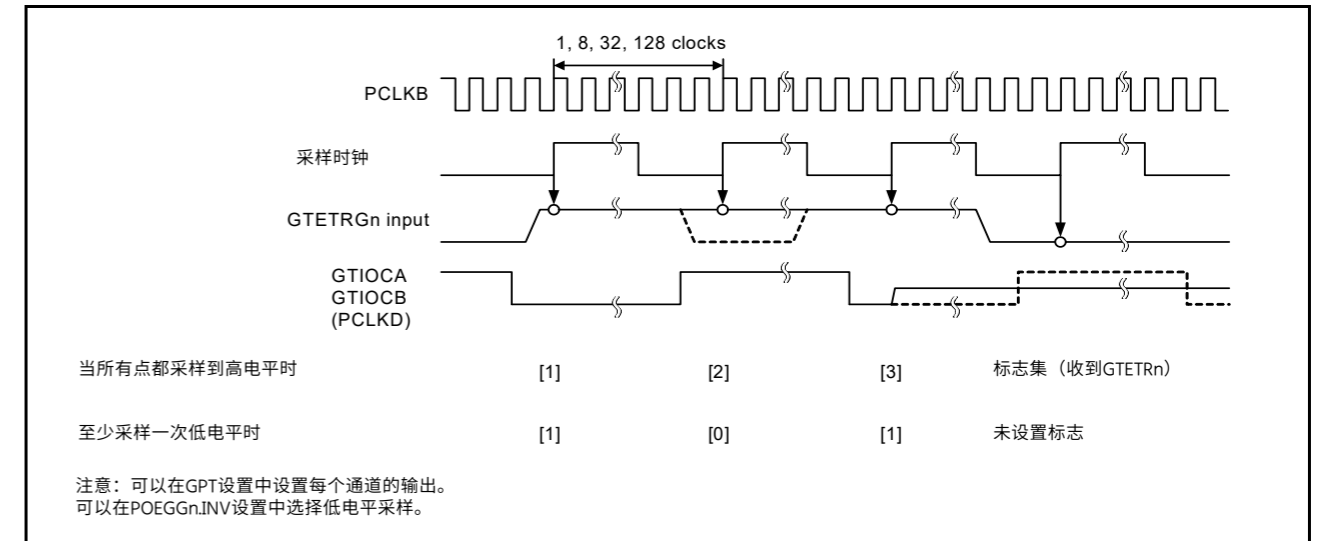 1, 8, 32, 128 clocks
PCLKB
采样时钟
GTETRGn input
GTIOCA
GTIOCB
(PCLKD)
当所有点都采样到高电平时 [1] [2] [3] 标志集（收到GTETRn）
至少采样一次低电平时 [1] [0] [1] 未设置标志
注意：可以在GPT设置中设置每个通道的输出。
可以在POEGGn.INV设置中选择低电平采样。